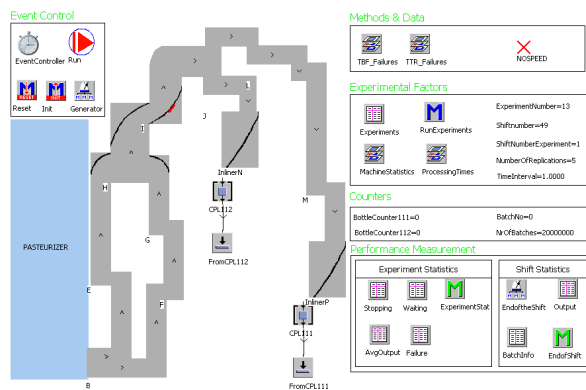 Event Control
EventController Run
Reset Init Generator
PASTEURIZER
I
H
G
E
F
B
L
J
M
InlinerN
CPL112
FromCPL112
InlinerP
CPL111
FromCPL111
Methods & Data
TBF_Failures TTR_Failures NOSPEED
Experimental Factors
Experiments RunExperiments
MachineStatistics ProcessingTimes
ExperimentNumber=13
Shiftnumber=49
ShiftNumberExperiment=1
NumberOfReplications=5
TimeInterval=1.0000
Counters
BottleCounter111=0 BatchNo=0
BottleCounter112=0 NrOfBatches=20000000
Performance Measurement
Experiment Statistics
Stopping Waiting ExperimentStat
AvgOutput Failure
Shift Statistics
EndoftheShift Output
BatchInfo EndofShift